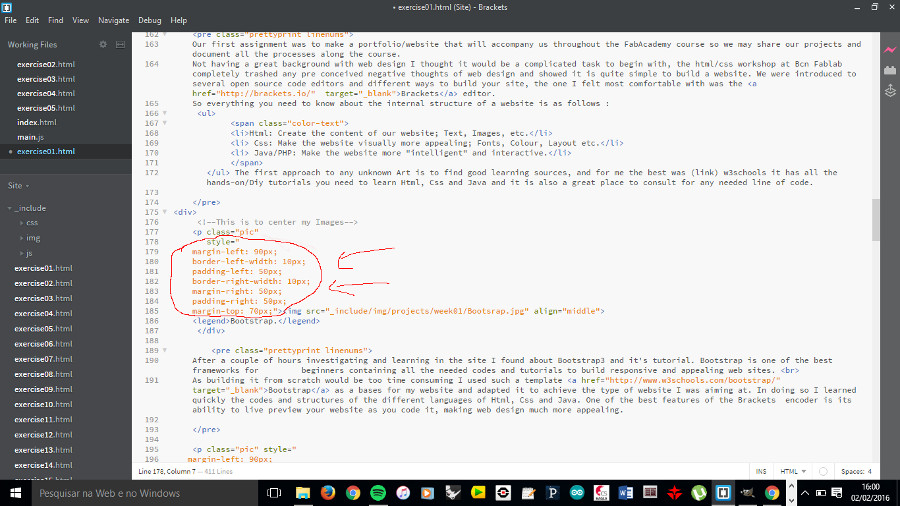 • exercise01.html (Site) - Brackets
File Edit Find View Navigate Debug Help
Working Files
exercise02.html
exercise03.html
exercise04.html
exercise05.html
index.html
main.js
• exercise01.html
Site
_include
css
img
js
exercise01.html
exercise02.html
exercise03.html
exercise04.html
exercise05.html
exercise06.html
exercise07.html
exercise08.html
exercise09.html
exercise10.html
exercise11.html
exercise12.html
exercise13.html
exercise14.html
162 <pre class="prettyprint linenums">
163 Our first assignment was to make a portfolio/website that will accompany us throughout the FabAcademy course so we may share our projects and
document all the processes along the course.
164 Not having a great background with web design I thought it would be a complicated task to begin with, the html/css workshop at Bcn Fablab
completely trashed any pre conceived negative thoughts of web design and showed it is quite simple to build a website. We were introduced to
several open source code editors and different ways to build your site, the one I felt most comfortable with was the <a
href="http://brackets.io/" target="_blank">Brackets</a> editor.
165 So everything you need to know about the internal structure of a website is as follows :
166 <ul>
167 <span class="color-text">
168 <li>Html: Create the content of our website; Text, Images, etc.</li>
169 <li> Css: Make the website visually more appealing; Fonts, Colour, Layout etc.</li>
170 <li> Java/PHP: Make the website more "intelligent" and interactive.</li>
171 </span>
172 </ul> The first approach to any unknown Art is to find good learning sources, and for me the best was (link) w3schools it has all the
hands-on/Diy tutorials you need to learn Html, Css and Java and it is also a great place to consult for any needed line of code.
173
174 </pre>
175 <div>
176 <!--This is to center my Images-->
177 <p class="pic"
178 style="
179 margin-left: 90px;
180 border-left-width: 10px;
181 padding-left: 50px;
182 border-right-width: 10px;
183 margin-right: 50px;
184 padding-right: 50px;
185 margin-top: 70px;"><img src="_include/img/projects/week01/Bootsrap.jpg" align="middle">
186 <legend>Bootstrap.</legend>
187 </div>
188
189 <pre class="prettyprint linenums">
190 After a couple of hours investigating and learning in the site I found about Bootstrap3 and it's tutorial. Bootstrap is one of the best
frameworks for beginners containing all the needed codes and tutorials to build responsive and appealing web sites. <br>
191 As building it from scratch would be too time consuming I used such a template <a href="http://www.w3schools.com/bootstrap/"
target="_blank">Bootstrap</a> as a bases for my website and adapted it to achieve the type of website I was aiming at. In doing so I learned
quickly the codes and structures of the different languages of Html, Css and Java. One of the best features of the Brackets encoder is its
ability to live preview your website as you code it, making web design much more appealing.
192
193 </pre>
194
195 <p class="pic" style="
196 margin-left: 90px;
Line 178, Column 7 — 411 Lines
INS HTML Spaces: 4
Pesquisar na Web e no Windows
16:00
02/02/2016